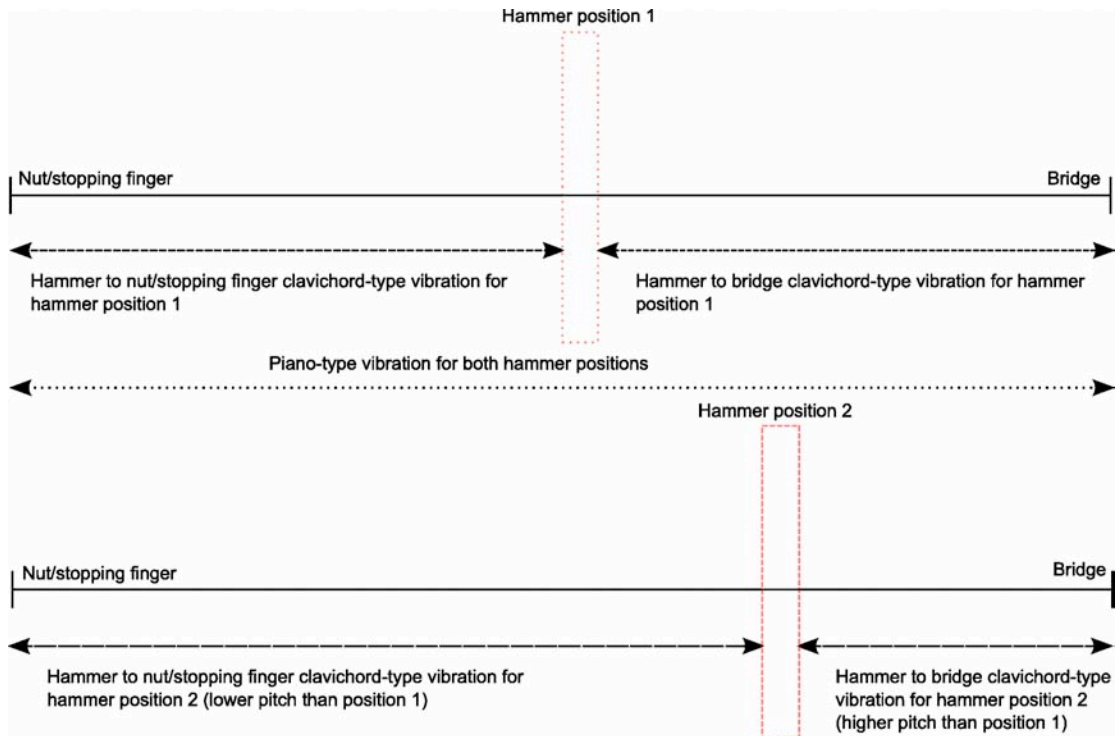 Hammer position 1
Nut/stopping finger
Bridge
Hammer to nut/stopping finger clavichord-type vibration for
hammer position 1
Hammer to bridge clavichord-type vibration for hammer
position 1
Piano-type vibration for both hammer positions
Hammer position 2
Nut/stopping finger
Bridge
Hammer to nut/stopping finger clavichord-type vibration for
hammer position 2 (lower pitch than position 1)
Hammer to bridge clavichord-type
vibration for hammer position 2
(higher pitch than position 1)